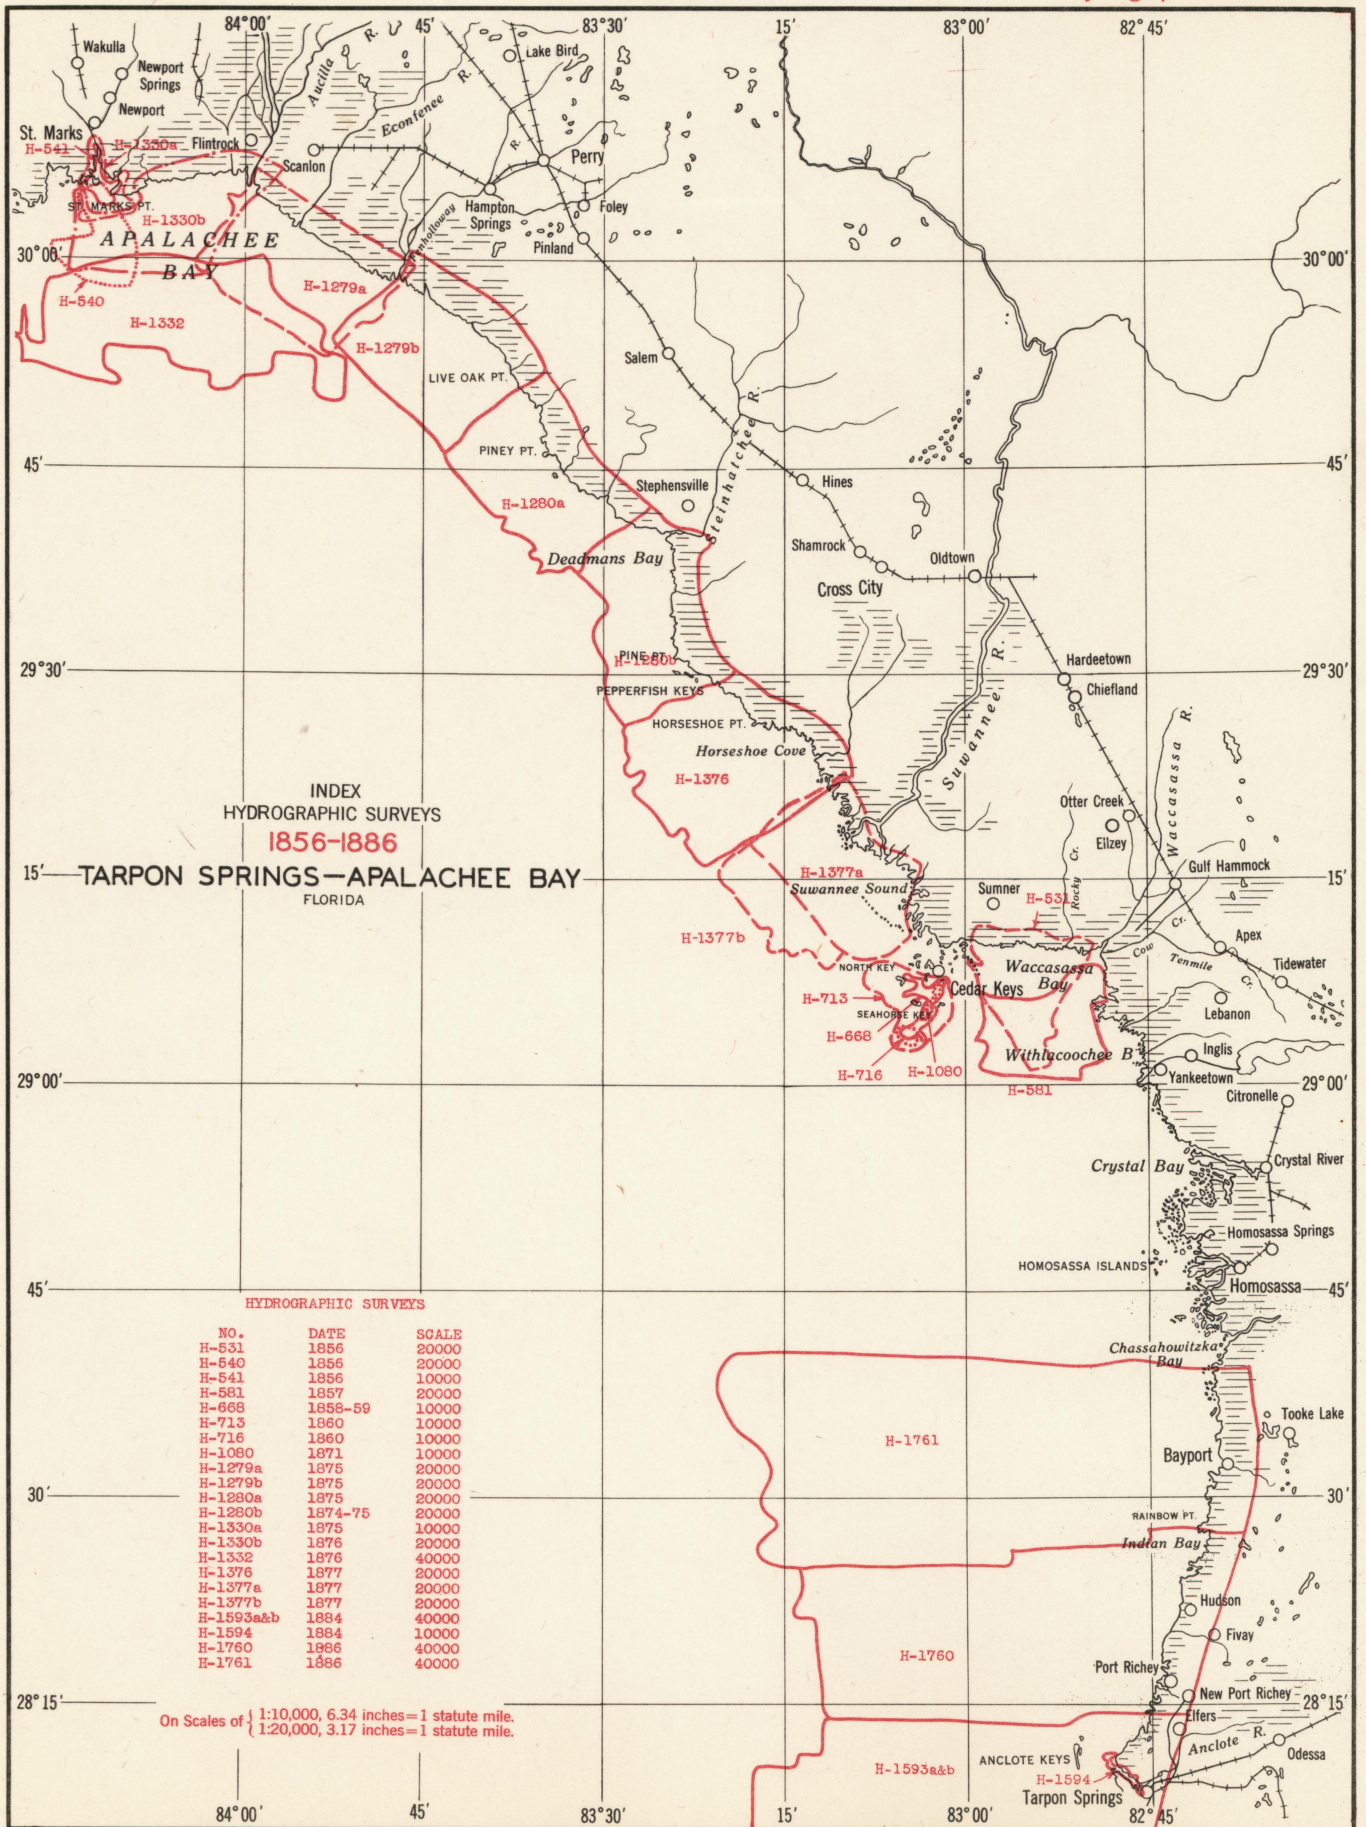 84°00' 45' 83°30' 15' 83°00' 82°45'
Wakulla
Newport
Springs
Newport
St. Marks
H-541
H-1330a
Flintrock
Aucilla R.
Scanlon
Econfenee R.
Lake Bird
R.
Perry
Hampton
Springs
Foley
Pinland
Fenholloway
ST. MARKS PT.
H-1330b
APALACHEE
BAY
30°00' 30°00'
H-540
H-1332
H-1279a
H-1279b
LIVE OAK PT.
Salem
PINEY PT.
45' 45'
Stephensville
Steinhatchee R.
Hines
H-1280a
Deadmans Bay
Shamrock
Cross City
Oldtown
PINE PT.
H-1280b
29°30' 29°30'
PEPPERFISH KEYS
HORSESHOE PT.
Horseshoe Cove
H-1376
Suwannee R.
Hardeetown
Chiefland
Waccasassa R.
Otter Creek
Ellzey
Rocky Cr.
Gulf Hammock
INDEX
HYDROGRAPHIC SURVEYS
1856-1886
TARPON SPRINGS—APALACHEE BAY
FLORIDA
15' 15'
H-1377a
Suwannee Sound
Sumner
H-531
H-1377b
Cow Cr.
Apex
Tenmile Cr.
Tidewater
NORTH KEY
Waccasassa
Bay
Cedar Keys
H-713
SEAHORSE KEY
Lebanon
H-668
Withlacoochee B
Inglis
H-716
H-1080
Yankeetown
H-581
29°00' 29°00'
Citronelle
Crystal Bay
Crystal River
Homosassa Springs
HOMOSASSA ISLANDS
Homosassa
45' 45'
Chassahowitzka
Bay
HYDROGRAPHIC SURVEYS
NO. DATE SCALE
H-531 1856 20000
H-540 1856 20000
H-541 1856 10000
H-581 1857 20000
H-668 1858-59 10000
H-713 1860 10000
H-716 1860 10000
H-1080 1871 10000
H-1279a 1875 20000
H-1279b 1875 20000
H-1280a 1875 20000
H-1280b 1874-75 20000
H-1330a 1875 10000
H-1330b 1876 20000
H-1332 1876 40000
H-1376 1877 20000
H-1377a 1877 20000
H-1377b 1877 20000
H-1593a&b 1884 40000
H-1594 1884 10000
H-1760 1886 40000
H-1761 1886 40000
On Scales of { 1:10,000, 6.34 inches=1 statute mile.
1:20,000, 3.17 inches=1 statute mile.
H-1761
Tooke Lake
Bayport
30' 30'
RAINBOW PT.
Indian Bay
Hudson
Fivay
H-1760
Port Richey
New Port Richey
28°15' 28°15'
Elfers
Anclote R.
Odessa
ANCLOTE KEYS
H-1593a&b
H-1594
Tarpon Springs
84°00' 45' 83°30' 15' 83°00' 82°45'